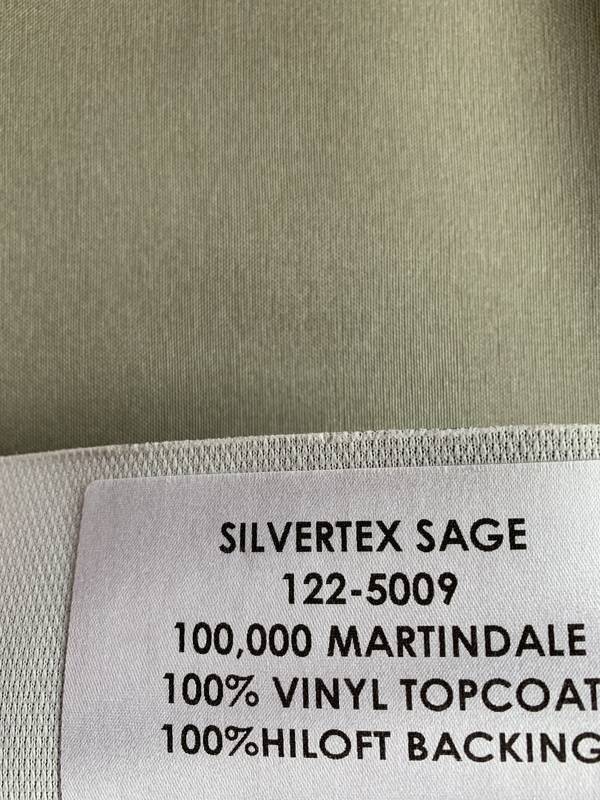 SILVERTEX SAGE
122-5009
100,000 MARTINDALE
100% VINYL TOPCOAT
100%HILOFT BACKING